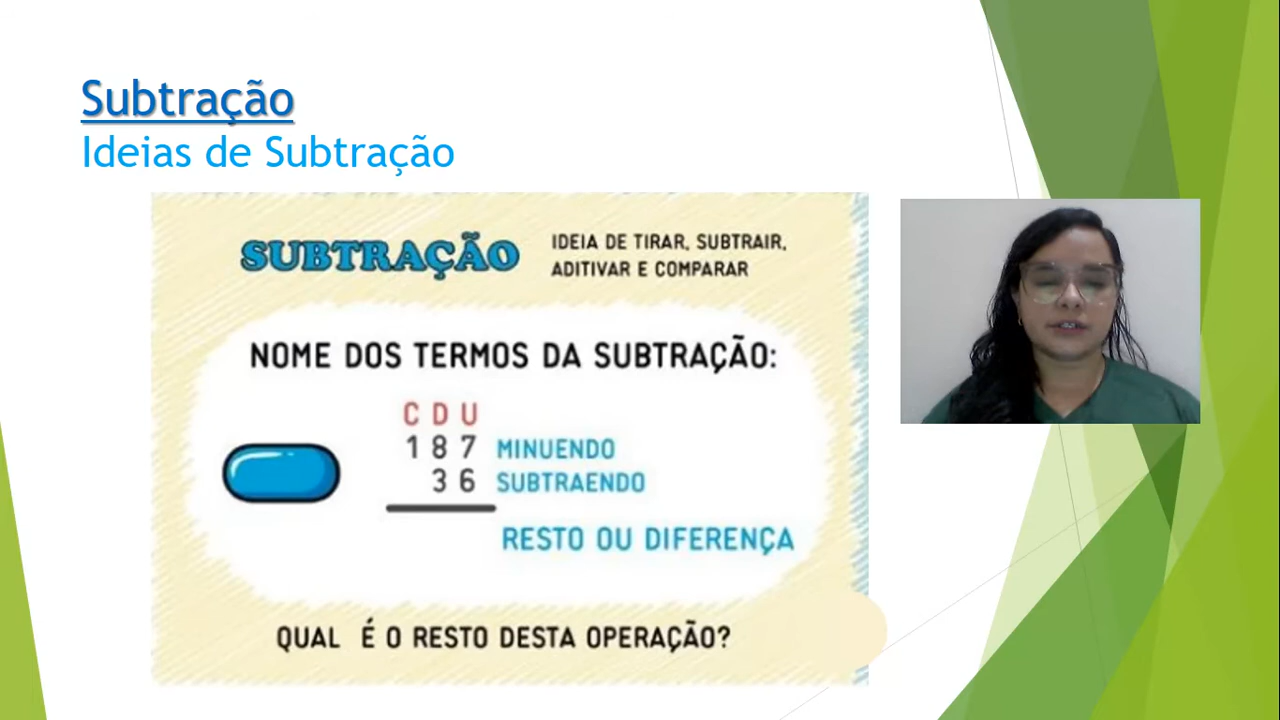 Subtração
Ideias de Subtração
SUBTRAÇÃO
IDEIA DE TIRAR, SUBTRAIR,
ADITIVAR E COMPARAR
NOME DOS TERMOS DA SUBTRAÇÃO:
C D U
1 8 7 MINUENDO
3 6 SUBTRAENDO
RESTO OU DIFERENÇA
QUAL É O RESTO DESTA OPERAÇÃO?